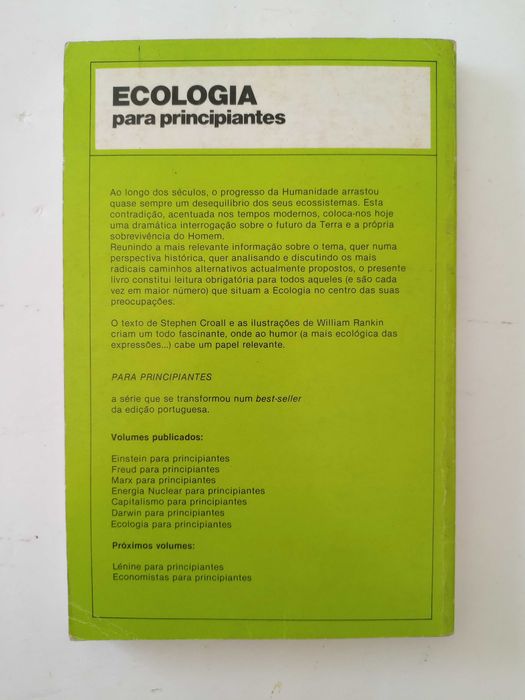 ECOLOGIA
para principiantes
Ao longo dos séculos, o progresso da Humanidade arrastou
quase sempre um desequilíbrio dos seus ecossistemas. Esta
contradição, acentuada nos tempos modernos, coloca-nos hoje
uma dramática interrogação sobre o futuro da Terra e a própria
sobrevivência do Homem.
Reunindo a mais relevante informação sobre o tema, quer numa
perspectiva histórica, quer analisando e discutindo os mais
radicais caminhos alternativos actualmente propostos, o presente
livro constitui leitura obrigatória para todos aqueles (e são cada
vez em maior número) que situam a Ecologia no centro das suas
preocupações.
O texto de Stephen Croall e as ilustrações de William Rankin
criam um todo fascinante, onde ao humor (a mais ecológica das
expressões...) cabe um papel relevante.
PARA PRINCIPIANTES
a série que se transformou num best-seller
da edição portuguesa.
Volumes publicados:
Einstein para principiantes
Freud para principiantes
Marx para principiantes
Energia Nuclear para principiantes
Capitalismo para principiantes
Darwin para principiantes
Ecologia para principiantes
Próximos volumes:
Lénine para principiantes
Economistas para principiantes